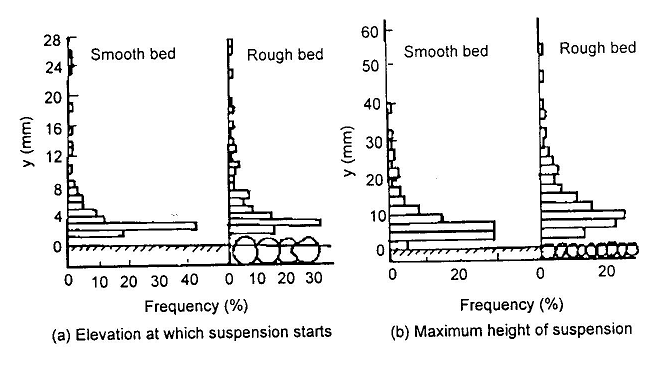 28
24
20
16
12
8
4
0
y (mm)
Smooth bed
Rough bed
0 10 20 30 40
0 10 20 30
Frequency (%)
(a) Elevation at which suspension starts
60
50
40
30
20
10
0
y (mm)
Smooth bed
Rough bed
0 20
0 20
Frequency (%)
(b) Maximum height of suspension